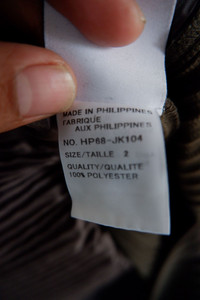 MADE IN PHILIPPINES
FABRIQUE
AUX PHILIPPINES
NO. HP68-JK104
SIZE/TAILLE 2
QUALITY/QUALITE
100% POLYESTER